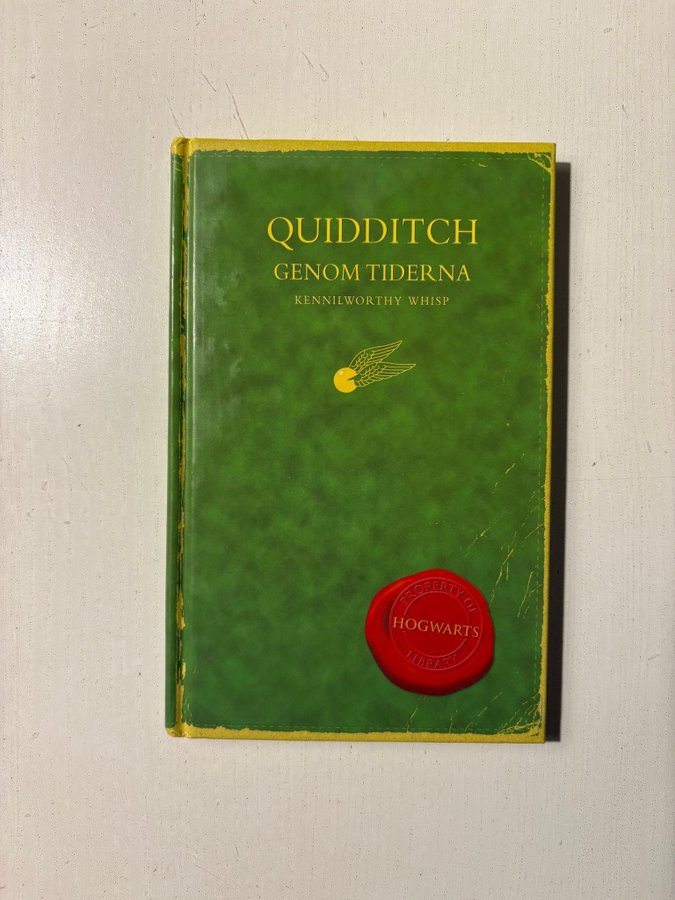 QUIDDITCH
GENOM TIDERNA
KENNILWORTHY WHISP
PROPERTY OF
HOGWARTS
LIBRARY